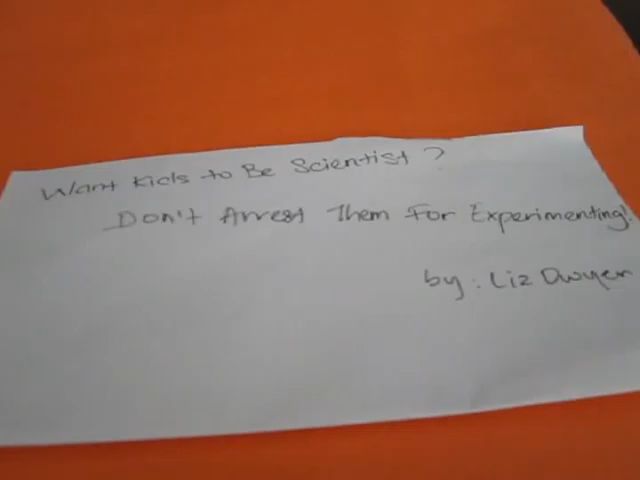 Want Kids to Be Scientist ?
Don't Arrest Them For Experimenting!
by : Liz Dwyer